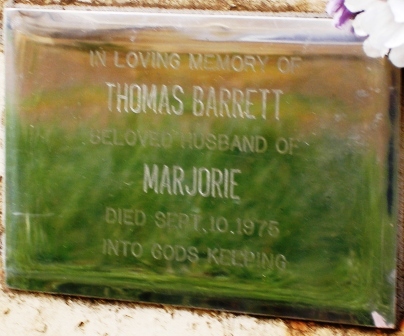 IN LOVING MEMORY OF
THOMAS BARRETT
BELOVED HUSBAND OF
MARJORIE
DIED SEPT. 10. 1975
INTO GODS KEEPING